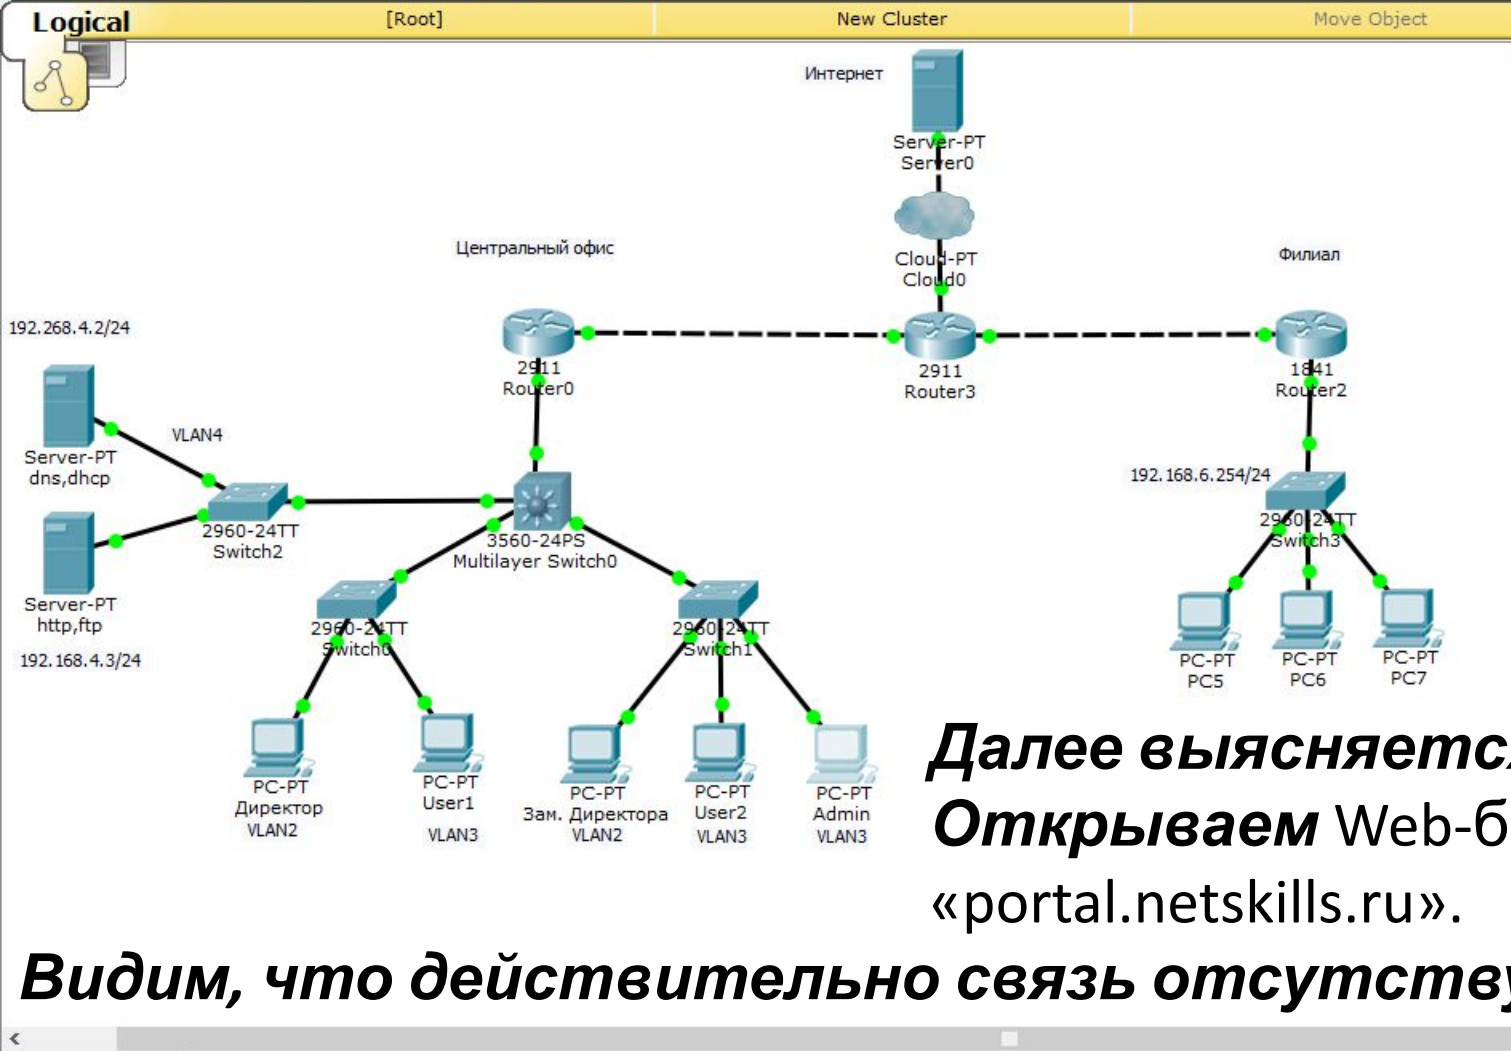 Logical [Root] New Cluster Move Object
Интернет
Server-PT
Server0
Центральный офис
Cloud-PT
Cloud0
Филиал
192.268.4.2/24
2911
Router0
2911
Router3
1841
Router2
VLAN4
Server-PT
dns,dhcp
192.168.6.254/24
2960-24TT
Switch2
3560-24PS
Multilayer Switch0
2960-24TT
Switch3
Server-PT
http,ftp
192.168.4.3/24
2960-24TT
Switch0
2960-24TT
Switch1
PC-PT
PC5
PC-PT
PC6
PC-PT
PC7
PC-PT
Директор
VLAN2
PC-PT
User1
VLAN3
PC-PT
Зам. Директора
VLAN2
PC-PT
User2
VLAN3
PC-PT
Admin
VLAN3
Далее выясняетс
Открываем Web-б
«portal.netskills.ru».
Видим, что действительно связь отсутству